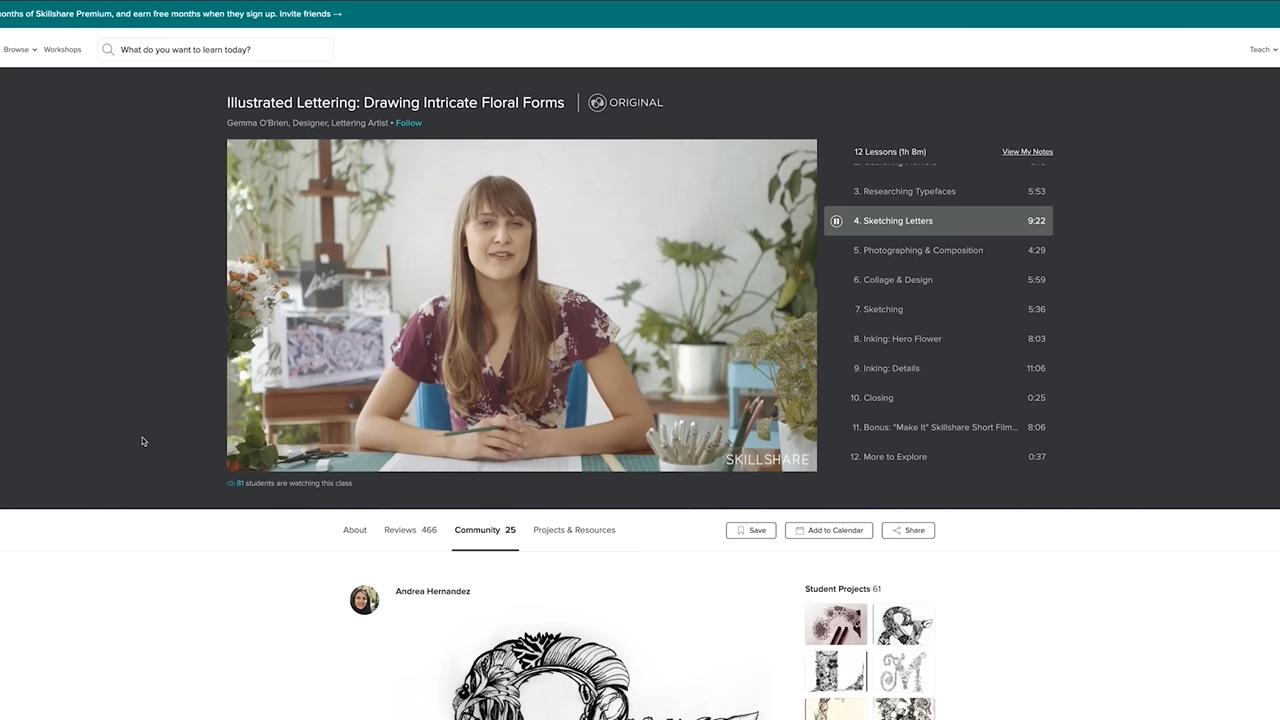 months of Skillshare Premium, and earn free months when they sign up. Invite friends →
Browse Workshops What do you want to learn today? Teach
Illustrated Lettering: Drawing Intricate Floral Forms ORIGINAL
Gemma O'Brien, Designer, Lettering Artist • Follow
12 Lessons (1h 8m) View My Notes
3. Researching Typefaces 5:53
4. Sketching Letters 9:22
5. Photographing & Composition 4:29
6. Collage & Design 5:59
7. Sketching 5:36
8. Inking: Hero Flower 8:03
9. Inking: Details 11:06
10. Closing 0:25
11. Bonus: "Make It" Skillshare Short Film... 8:06
12. More to Explore 0:37
SKILLSHARE
81 students are watching this class
About Reviews 466 Community 25 Projects & Resources Save Add to Calendar Share
Andrea Hernandez
Student Projects 61